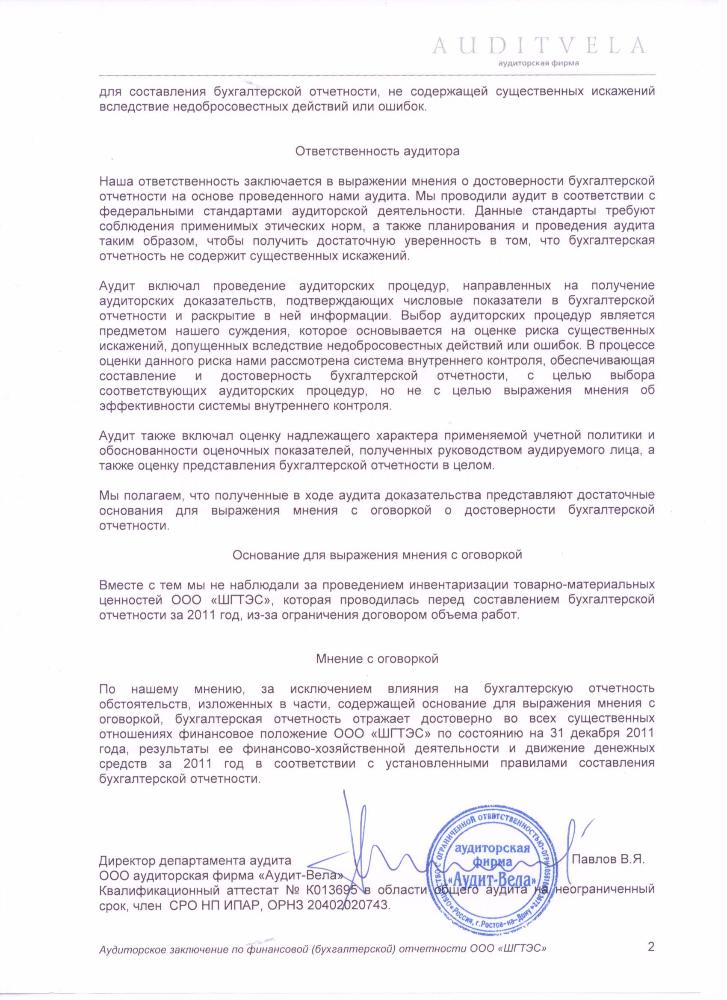 AUDITVELA
аудиторская фирма
для составления бухгалтерской отчетности, не содержащей существенных искажений
вследствие недобросовестных действий или ошибок.
Ответственность аудитора
Наша ответственность заключается в выражении мнения о достоверности бухгалтерской
отчетности на основе проведенного нами аудита. Мы проводили аудит в соответствии с
федеральными стандартами аудиторской деятельности. Данные стандарты требуют
соблюдения применимых этических норм, а также планирования и проведения аудита
таким образом, чтобы получить достаточную уверенность в том, что бухгалтерская
отчетность не содержит существенных искажений.
Аудит включал проведение аудиторских процедур, направленных на получение
аудиторских доказательств, подтверждающих числовые показатели в бухгалтерской
отчетности и раскрытие в ней информации. Выбор аудиторских процедур является
предметом нашего суждения, которое основывается на оценке риска существенных
искажений, допущенных вследствие недобросовестных действий или ошибок. В процессе
оценки данного риска нами рассмотрена система внутреннего контроля, обеспечивающая
составление и достоверность бухгалтерской отчетности, с целью выбора
соответствующих аудиторских процедур, но не с целью выражения мнения об
эффективности системы внутреннего контроля.
Аудит также включал оценку надлежащего характера применяемой учетной политики и
обоснованности оценочных показателей, полученных руководством аудируемого лица, а
также оценку представления бухгалтерской отчетности в целом.
Мы полагаем, что полученные в ходе аудита доказательства представляют достаточные
основания для выражения мнения с оговоркой о достоверности бухгалтерской
отчетности.
Основание для выражения мнения с оговоркой
Вместе с тем мы не наблюдали за проведением инвентаризации товарно-материальных
ценностей ООО «ШГТЭС», которая проводилась перед составлением бухгалтерской
отчетности за 2011 год, из-за ограничения договором объема работ.
Мнение с оговоркой
По нашему мнению, за исключением влияния на бухгалтерскую отчетность
обстоятельств, изложенных в части, содержащей основание для выражения мнения с
оговоркой, бухгалтерская отчетность отражает достоверно во всех существенных
отношениях финансовое положение ООО «ШГТЭС» по состоянию на 31 декабря 2011
года, результаты ее финансово-хозяйственной деятельности и движение денежных
средств за 2011 год в соответствии с установленными правилами составления
бухгалтерской отчетности.
Директор департамента аудита Павлов В.Я.
ООО аудиторская фирма «Аудит-Вела»
Квалификационный аттестат № К013695 в области общего аудита на неограниченный
срок, член СРО НП ИПАР, ОРНЗ 20402020743.
ОБЩЕСТВО С ОГРАНИЧЕННОЙ ОТВЕТСТВЕННОСТЬЮ
Россия, г.Ростов-на-Дону
аудиторская
фирма
«Аудит-Вела»
Аудиторское заключение по финансовой (бухгалтерской) отчетности ООО «ШГТЭС» 2